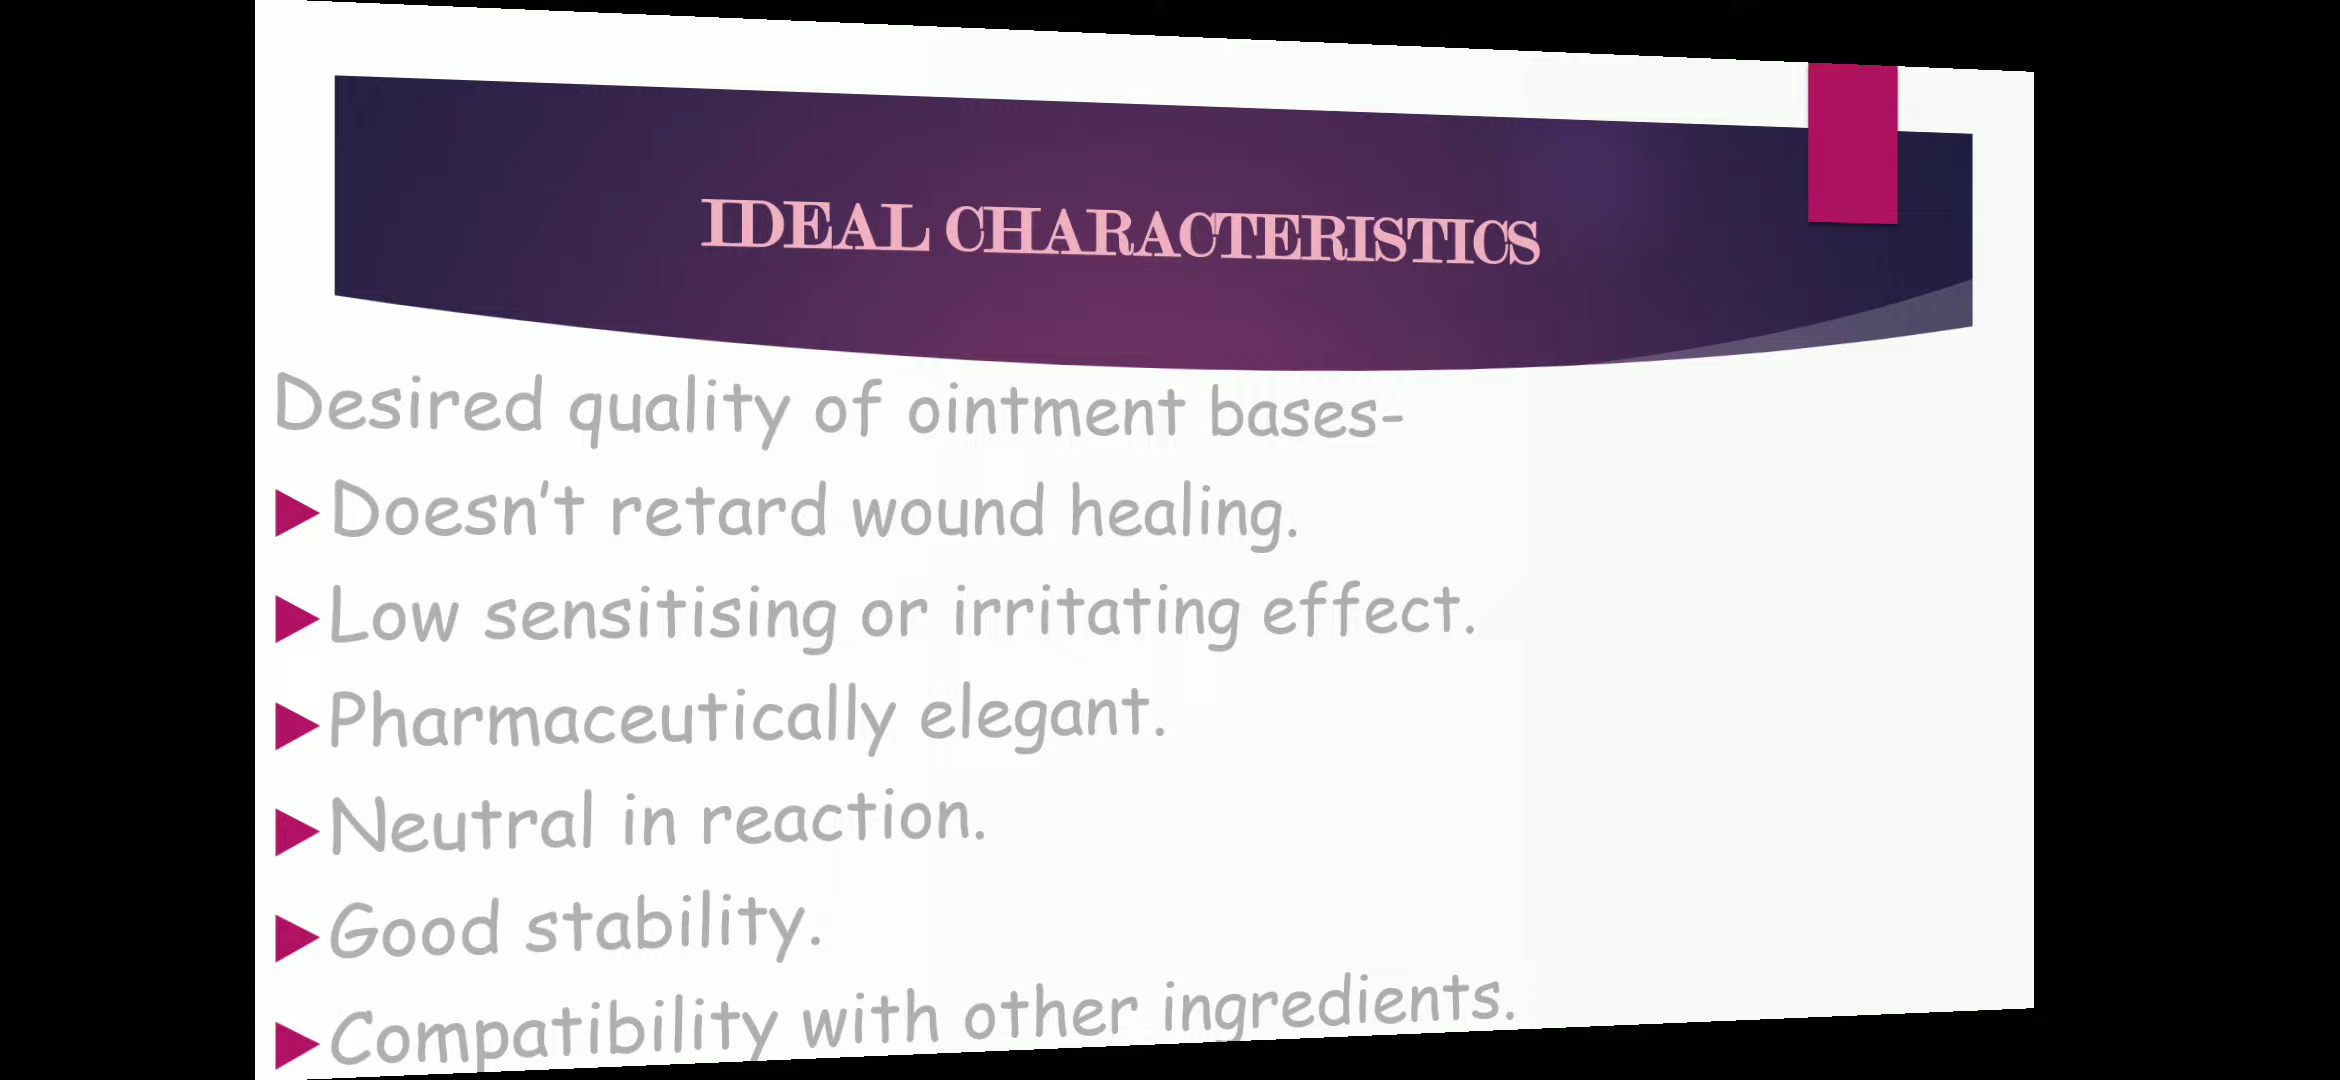 IDEAL CHARACTERISTICS
Desired quality of ointment bases-
Doesn't retard wound healing.
Low sensitising or irritating effect.
Pharmaceutically elegant.
Neutral in reaction.
Good stability.
Compatibility with other ingredients.